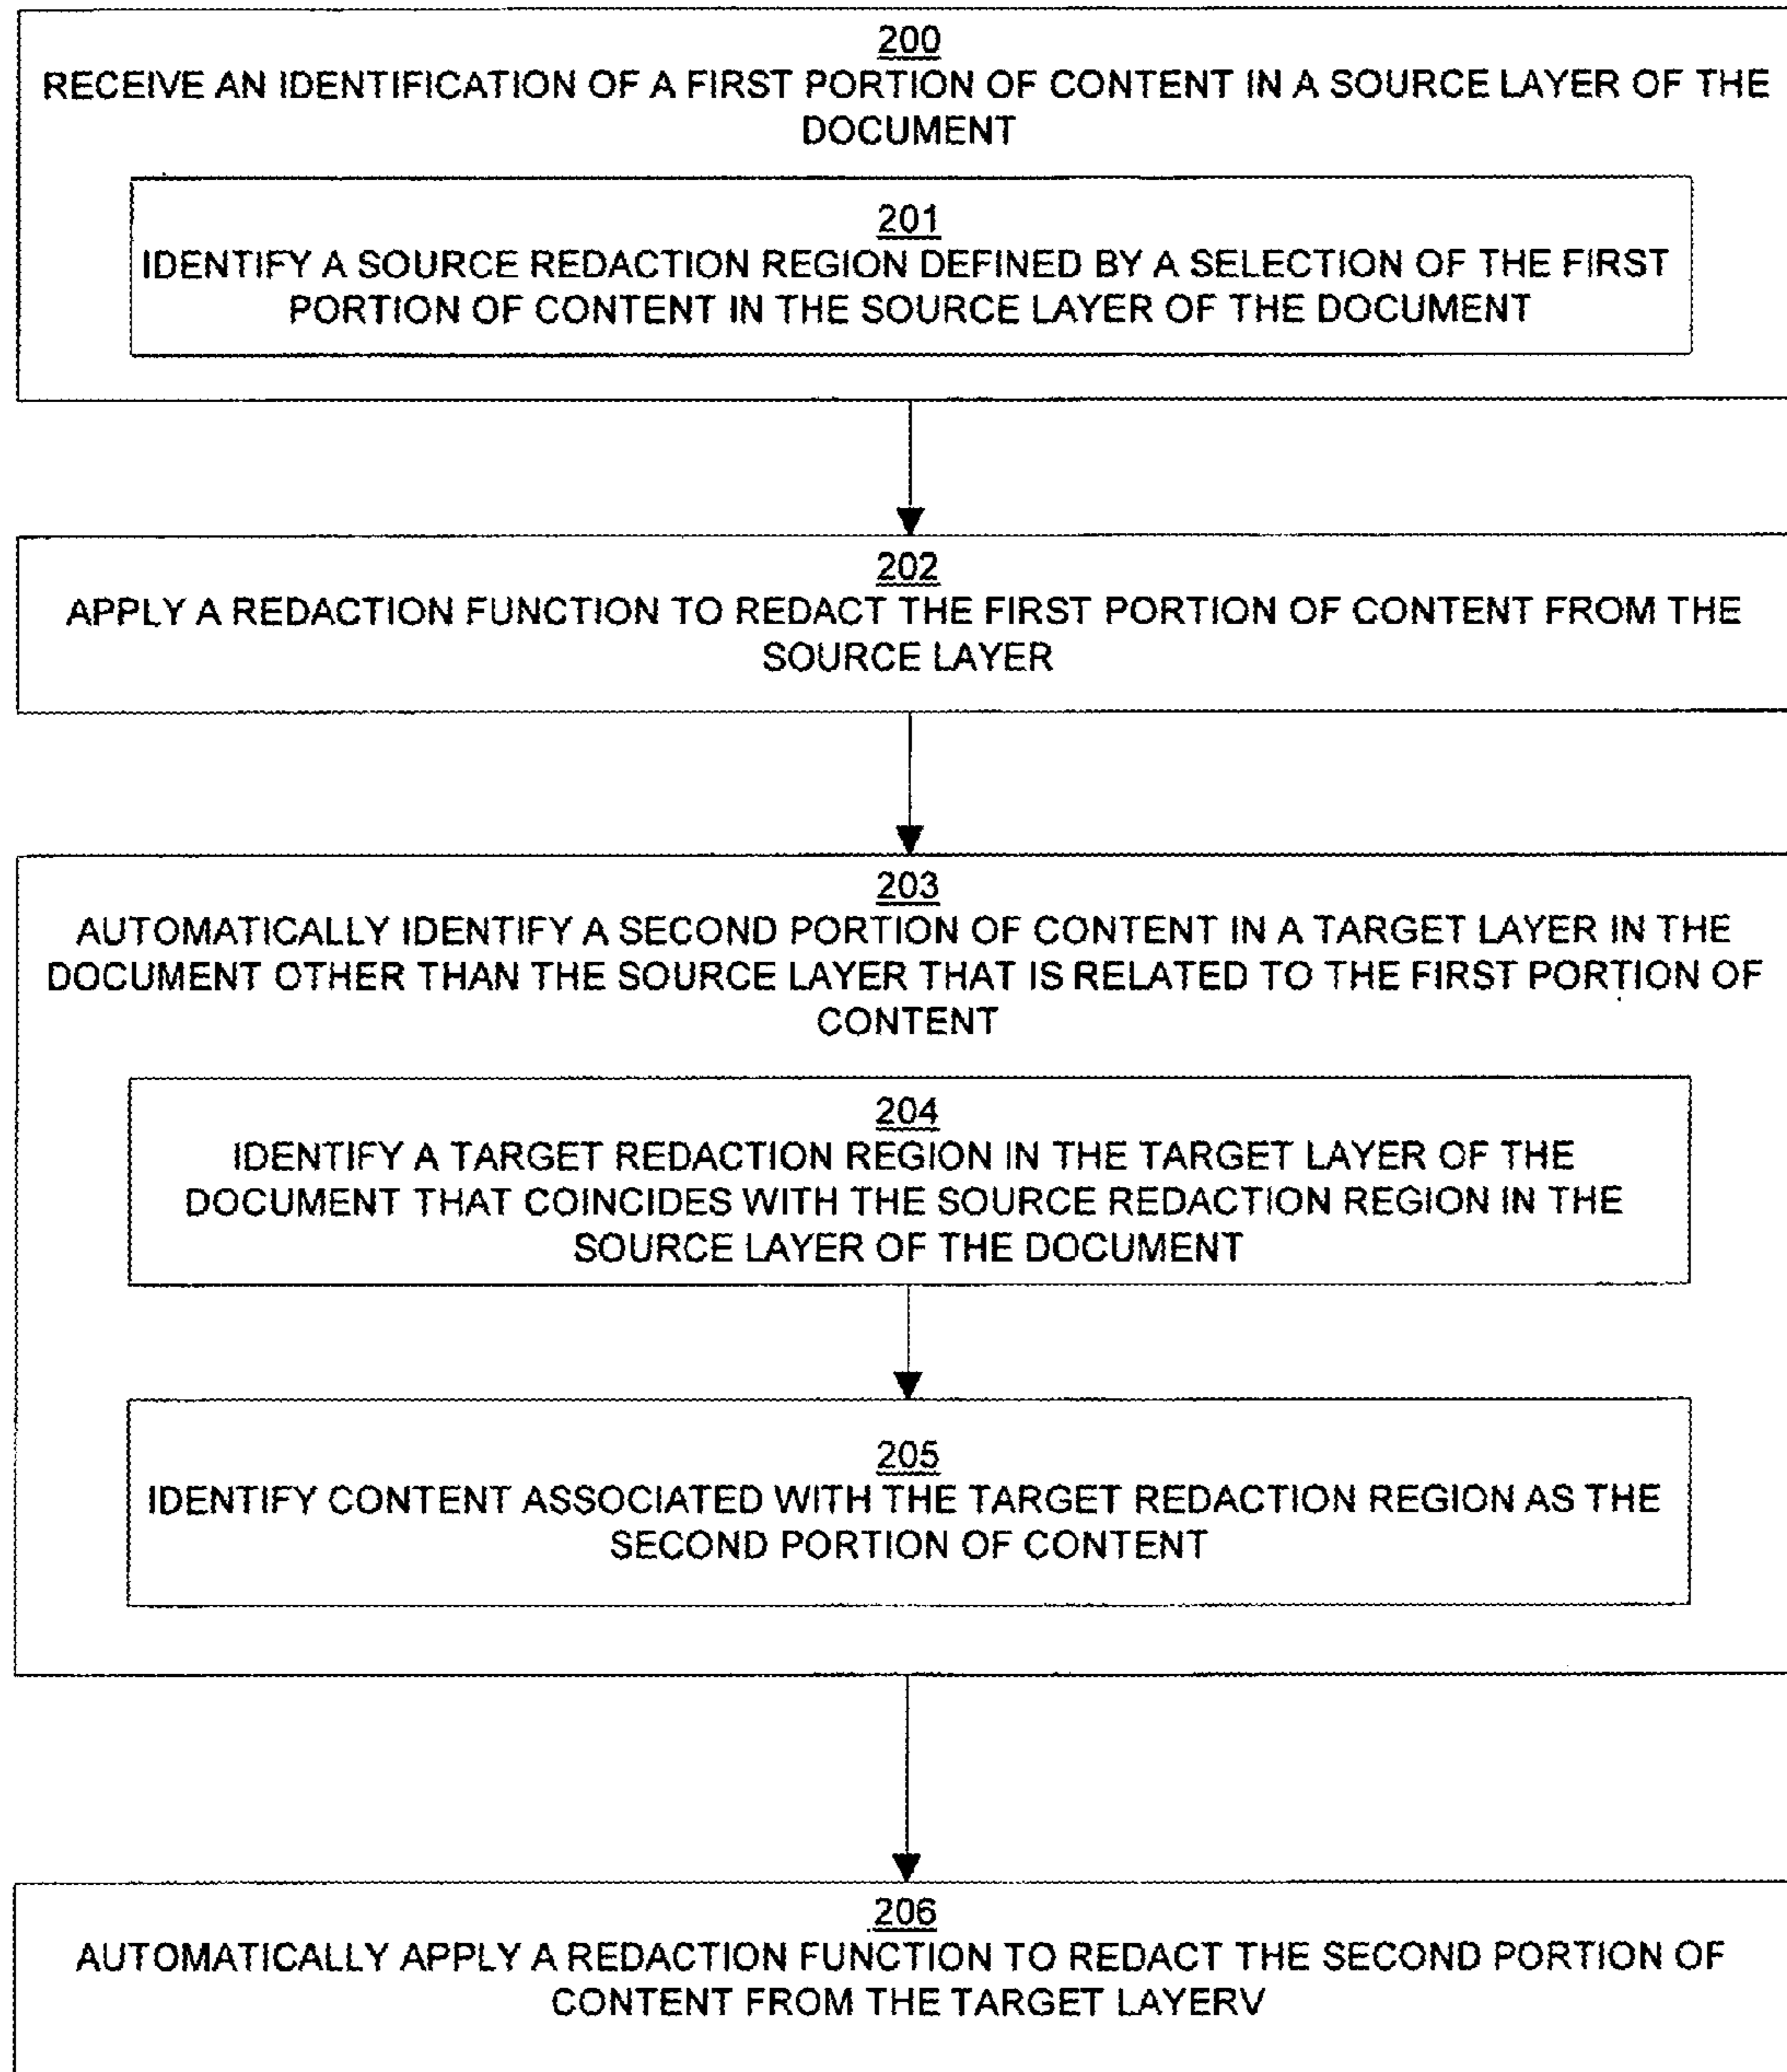 200
RECEIVE AN IDENTIFICATION OF A FIRST PORTION OF CONTENT IN A SOURCE LAYER OF THE
DOCUMENT
201
IDENTIFY A SOURCE REDACTION REGION DEFINED BY A SELECTION OF THE FIRST
PORTION OF CONTENT IN THE SOURCE LAYER OF THE DOCUMENT
202
APPLY A REDACTION FUNCTION TO REDACT THE FIRST PORTION OF CONTENT FROM THE
SOURCE LAYER
203
AUTOMATICALLY IDENTIFY A SECOND PORTION OF CONTENT IN A TARGET LAYER IN THE
DOCUMENT OTHER THAN THE SOURCE LAYER THAT IS RELATED TO THE FIRST PORTION OF
CONTENT
204
IDENTIFY A TARGET REDACTION REGION IN THE TARGET LAYER OF THE
DOCUMENT THAT COINCIDES WITH THE SOURCE REDACTION REGION IN THE
SOURCE LAYER OF THE DOCUMENT
205
IDENTIFY CONTENT ASSOCIATED WITH THE TARGET REDACTION REGION AS THE
SECOND PORTION OF CONTENT
206
AUTOMATICALLY APPLY A REDACTION FUNCTION TO REDACT THE SECOND PORTION OF
CONTENT FROM THE TARGET LAYERV